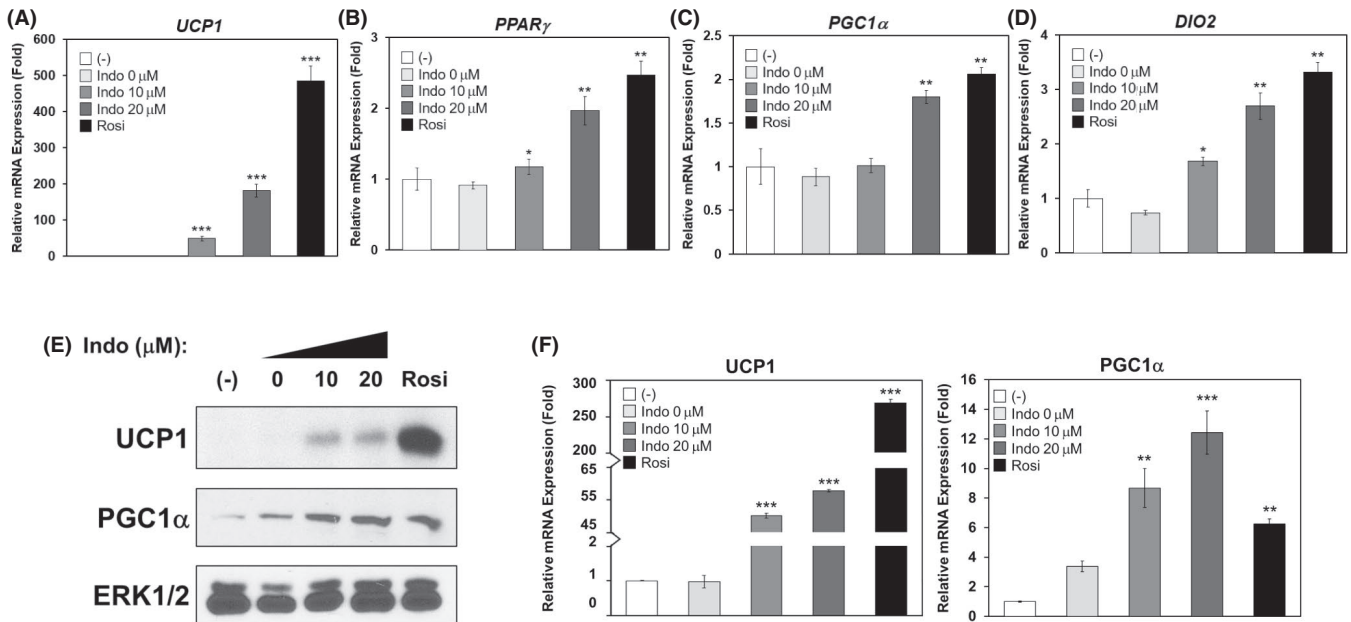 (A)
UCP1
Relative mRNA Expression (Fold)
600
500
400
300
200
100
0
(-)
Indo 0 μM
Indo 10 μM
Indo 20 μM
Rosi
***
***
***
(B)
PPARγ
Relative mRNA Expression (Fold)
3
2
1
0
(-)
Indo 0 μM
Indo 10 μM
Indo 20 μM
Rosi
*
**
**
(C)
PGC1α
Relative mRNA Expression (Fold)
2.5
2
1.5
1
0.5
0
(-)
Indo 0 μM
Indo 10 μM
Indo 20 μM
Rosi
**
**
(D)
DIO2
Relative mRNA Expression (Fold)
4
3
2
1
0
(-)
Indo 0 μM
Indo 10 μM
Indo 20 μM
Rosi
*
**
**
(E) Indo (μM):
(-) 0 10 20 Rosi
UCP1
PGC1α
ERK1/2
(F)
UCP1
Relative mRNA Expression (Fold)
300
250
200
65
55
45
2
1
0
(-)
Indo 0 μM
Indo 10 μM
Indo 20 μM
Rosi
***
***
***
PGC1α
Relative mRNA Expression (Fold)
16
14
12
10
8
6
4
2
0
(-)
Indo 0 μM
Indo 10 μM
Indo 20 μM
Rosi
**
***
**